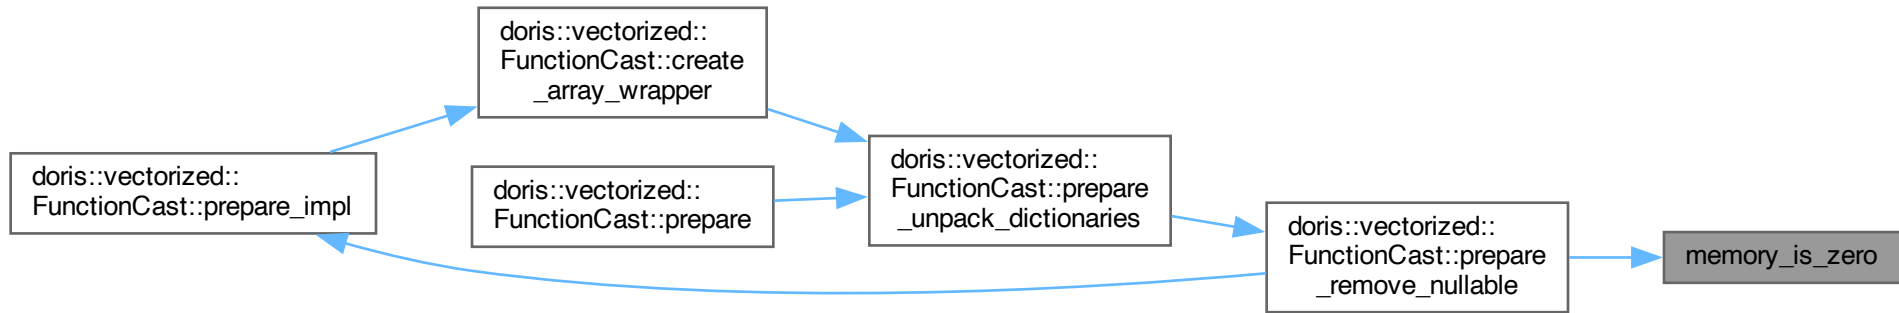 doris::vectorized::
FunctionCast::create
_array_wrapper
doris::vectorized::
FunctionCast::prepare_impl
doris::vectorized::
FunctionCast::prepare
doris::vectorized::
FunctionCast::prepare
_unpack_dictionaries
doris::vectorized::
FunctionCast::prepare
_remove_nullable
memory_is_zero